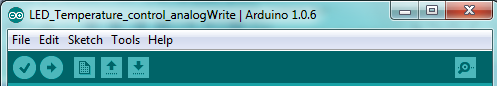 LED_Temperature_control_analogWrite | Arduino 1.0.6
File Edit Sketch Tools Help